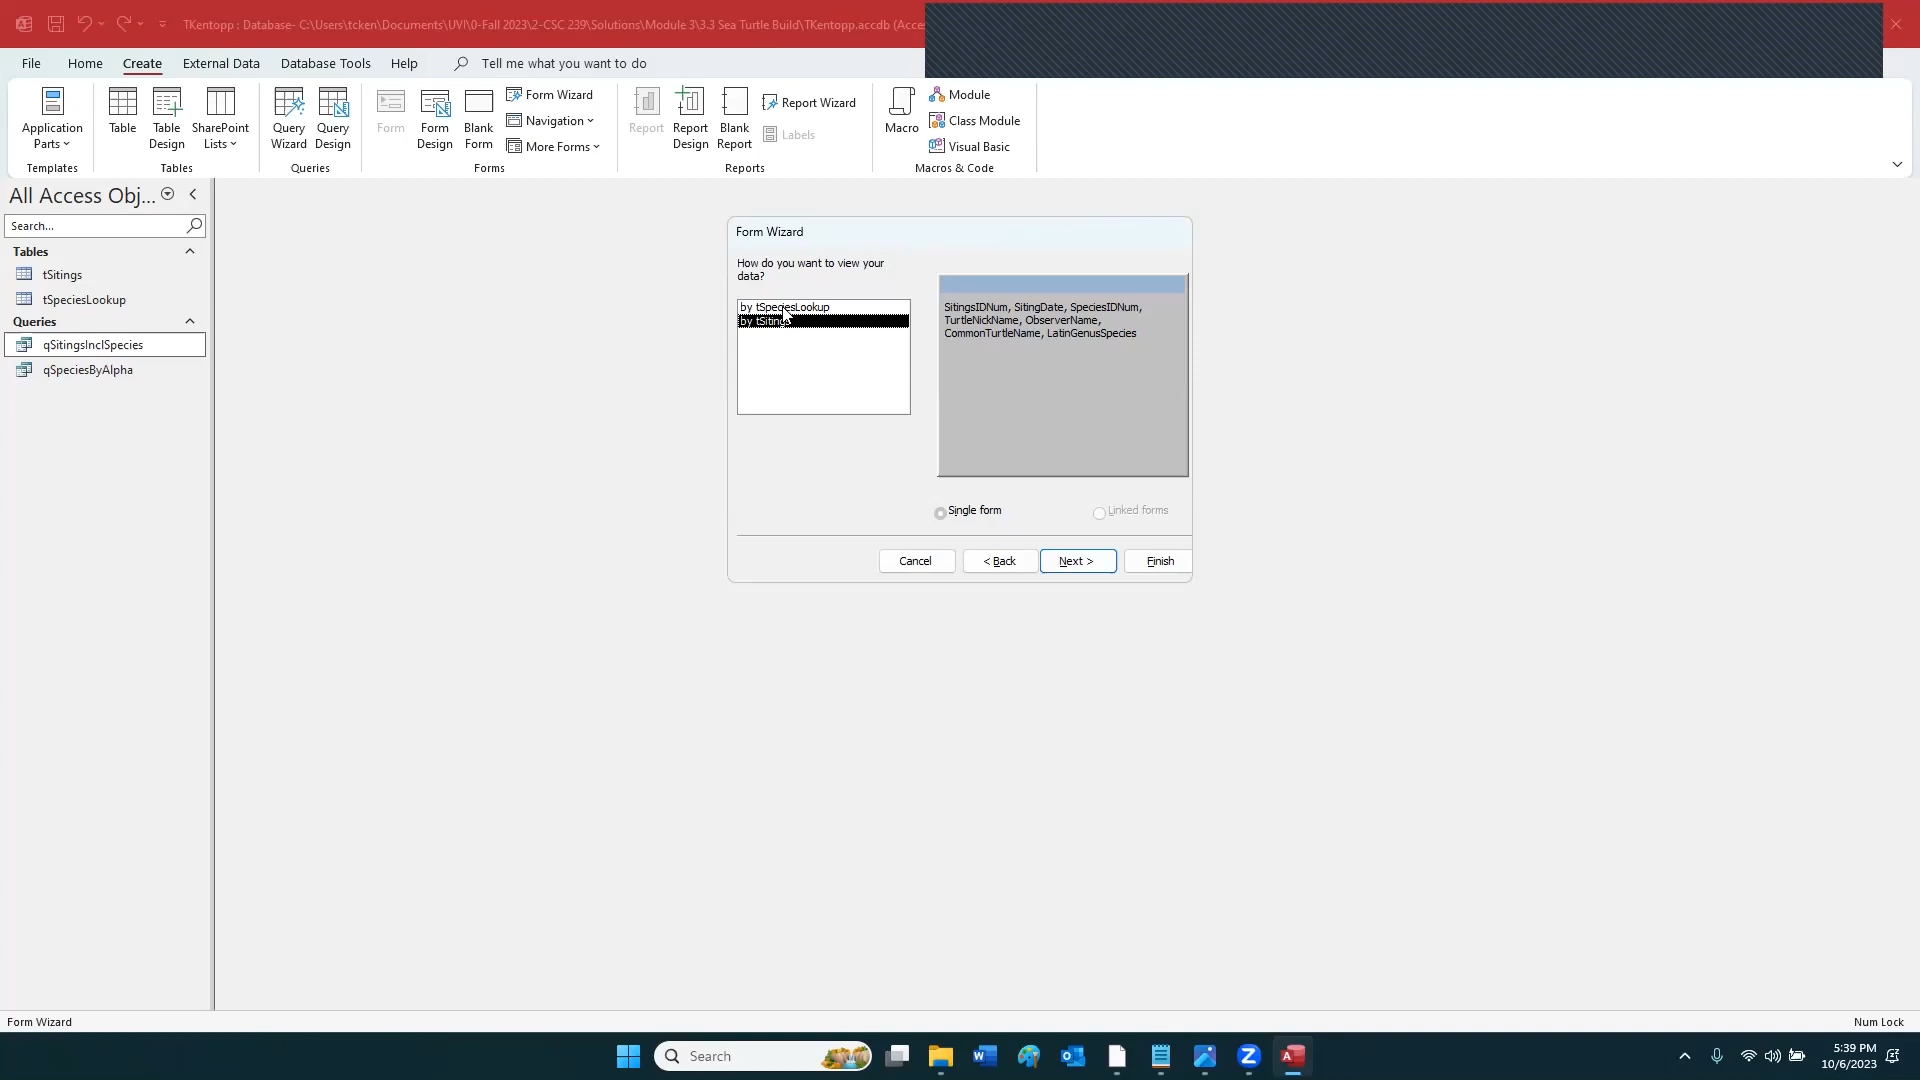 TKentopp : Database- C:\Users\tcken\Documents\UVI\0-Fall 2023\2-CSC 239\Solutions\Module 3\3.3 Sea Turtle Build\TKentopp.accdb (Acces
File Home Create External Data Database Tools Help Tell me what you want to do
Application Parts
Table
Table Design
SharePoint Lists
Query Wizard
Query Design
Form
Form Design
Blank Form
Form Wizard
Navigation
More Forms
Report
Report Design
Blank Report
Report Wizard
Labels
Macro
Module
Class Module
Visual Basic
Templates Tables Queries Forms Reports Macros & Code
All Access Obj...
Search...
Tables
tSitings
tSpeciesLookup
Queries
qSitingsInclSpecies
qSpeciesByAlpha
Form Wizard
How do you want to view your
data?
by tSpeciesLookup
by tSitings
SitingsIDNum, SitingDate, SpeciesIDNum,
TurtleNickName, ObserverName,
CommonTurtleName, LatinGenusSpecies
Single form Linked forms
Cancel < Back Next > Finish
Form Wizard Num Lock
Search
5:39 PM
10/6/2023